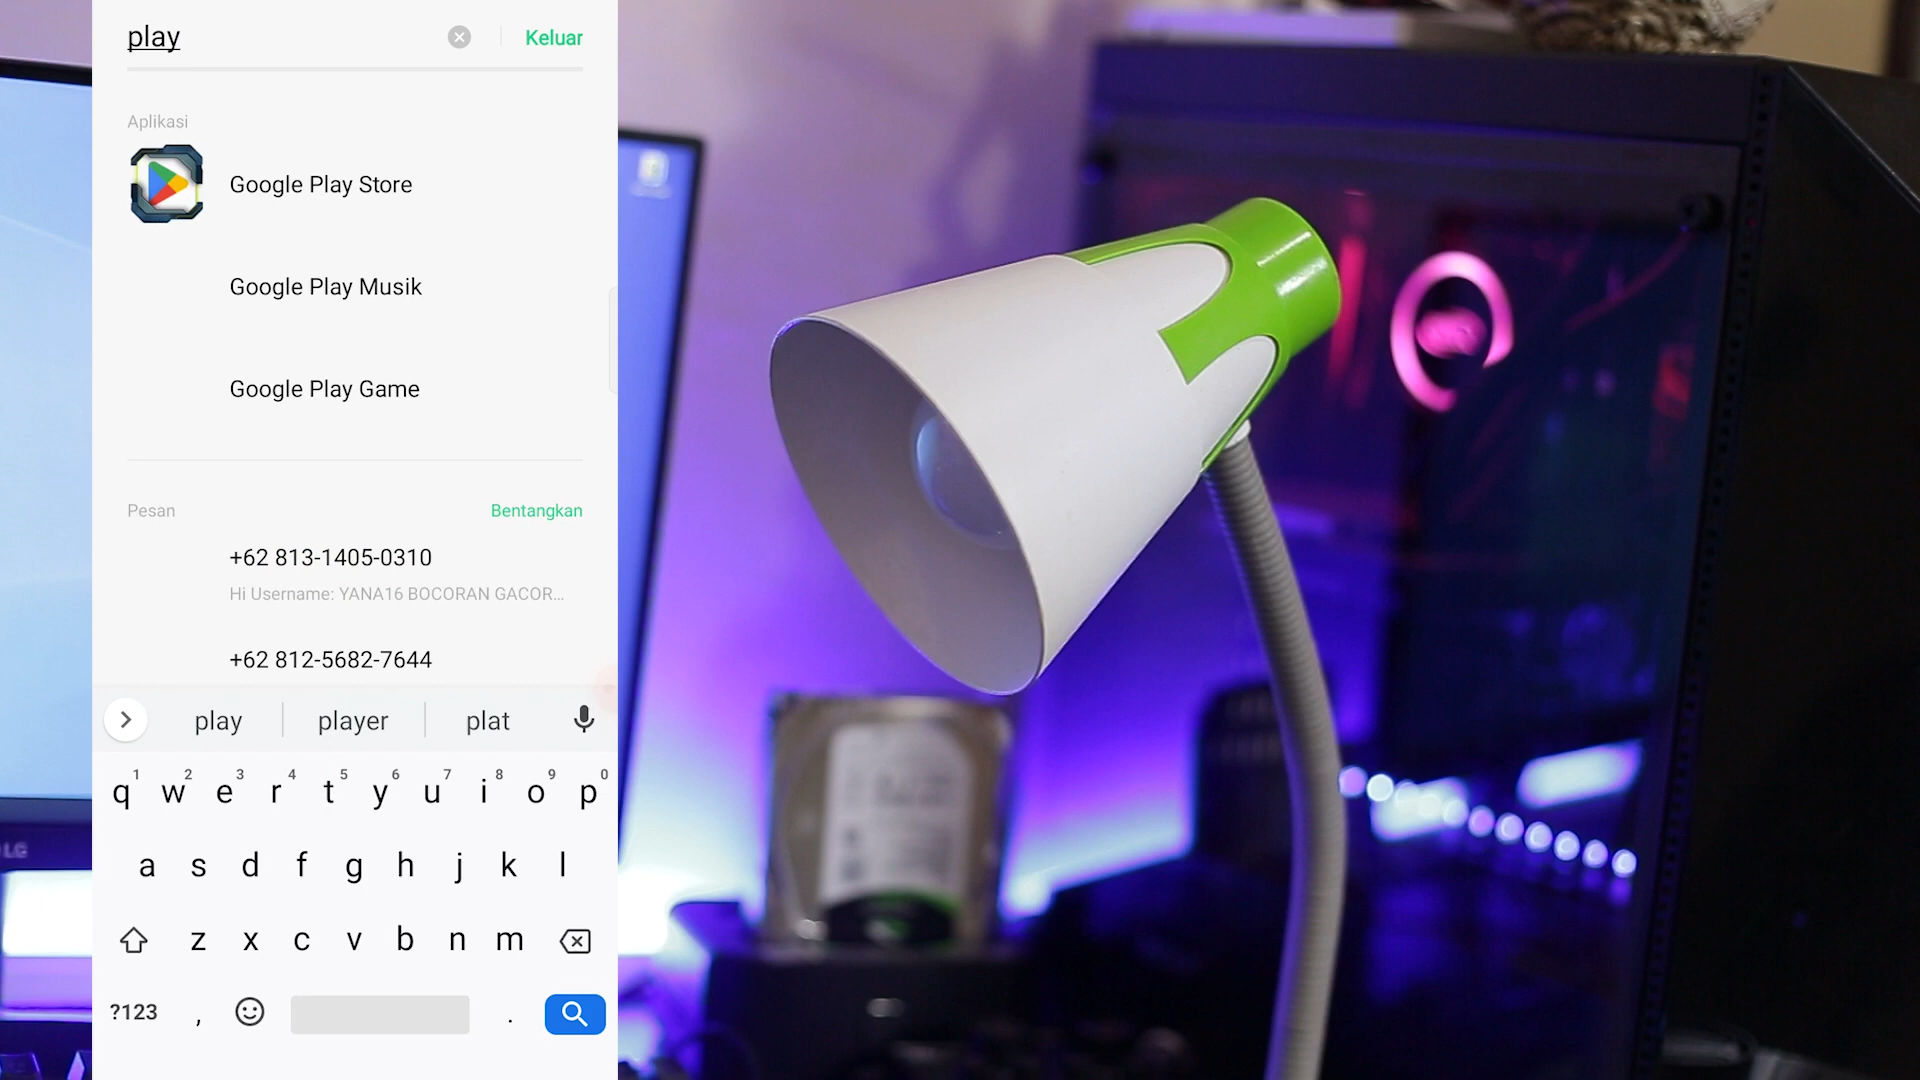 play
Keluar
Aplikasi
Google Play Store
Google Play Musik
Google Play Game
Pesan
Bentangkan
+62 813-1405-0310
Hi Username: YANA16 BOCORAN GACOR...
+62 812-5682-7644
play player plat
1 2 3 4 5 6 7 8 9 0
q w e r t y u i o p
a s d f g h j k l
z x c v b n m
?123 , .
LG